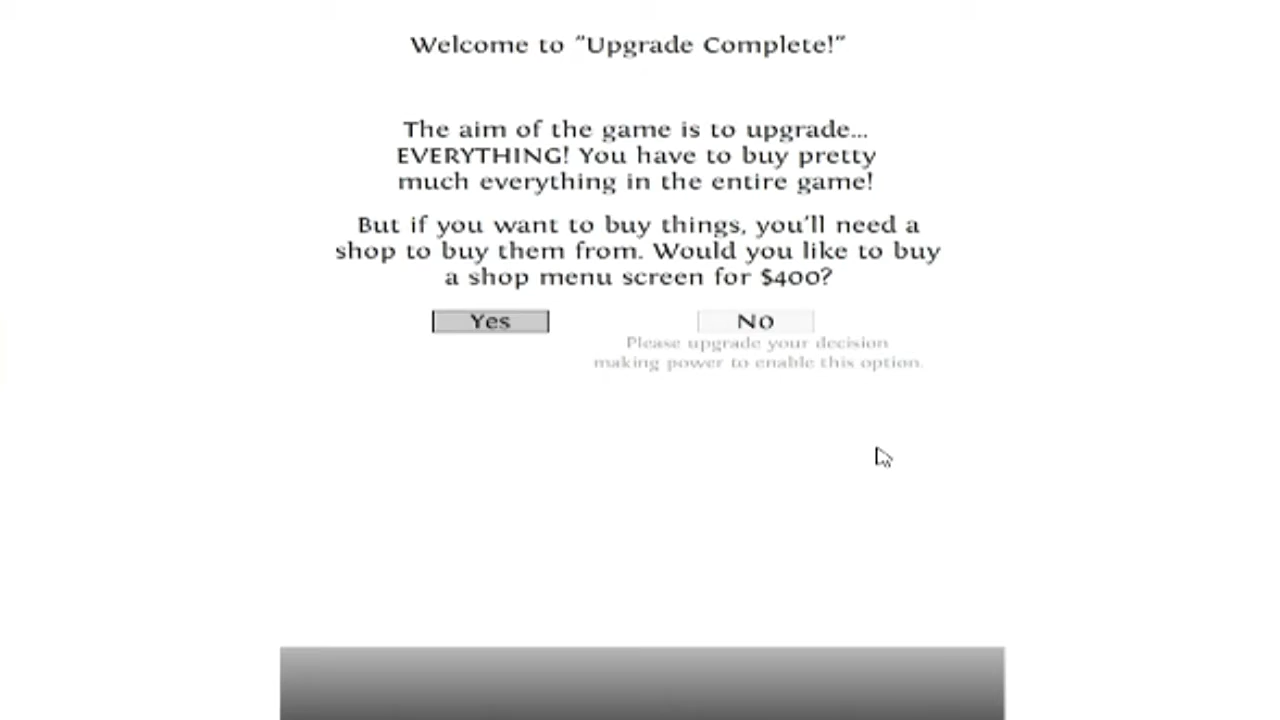 Welcome to "Upgrade Complete!"
The aim of the game is to upgrade...
EVERYTHING! You have to buy pretty
much everything in the entire game!
But if you want to buy things, you'll need a
shop to buy them from. Would you like to buy
a shop menu screen for $400?
Yes
No
Please upgrade your decision
making power to enable this option.